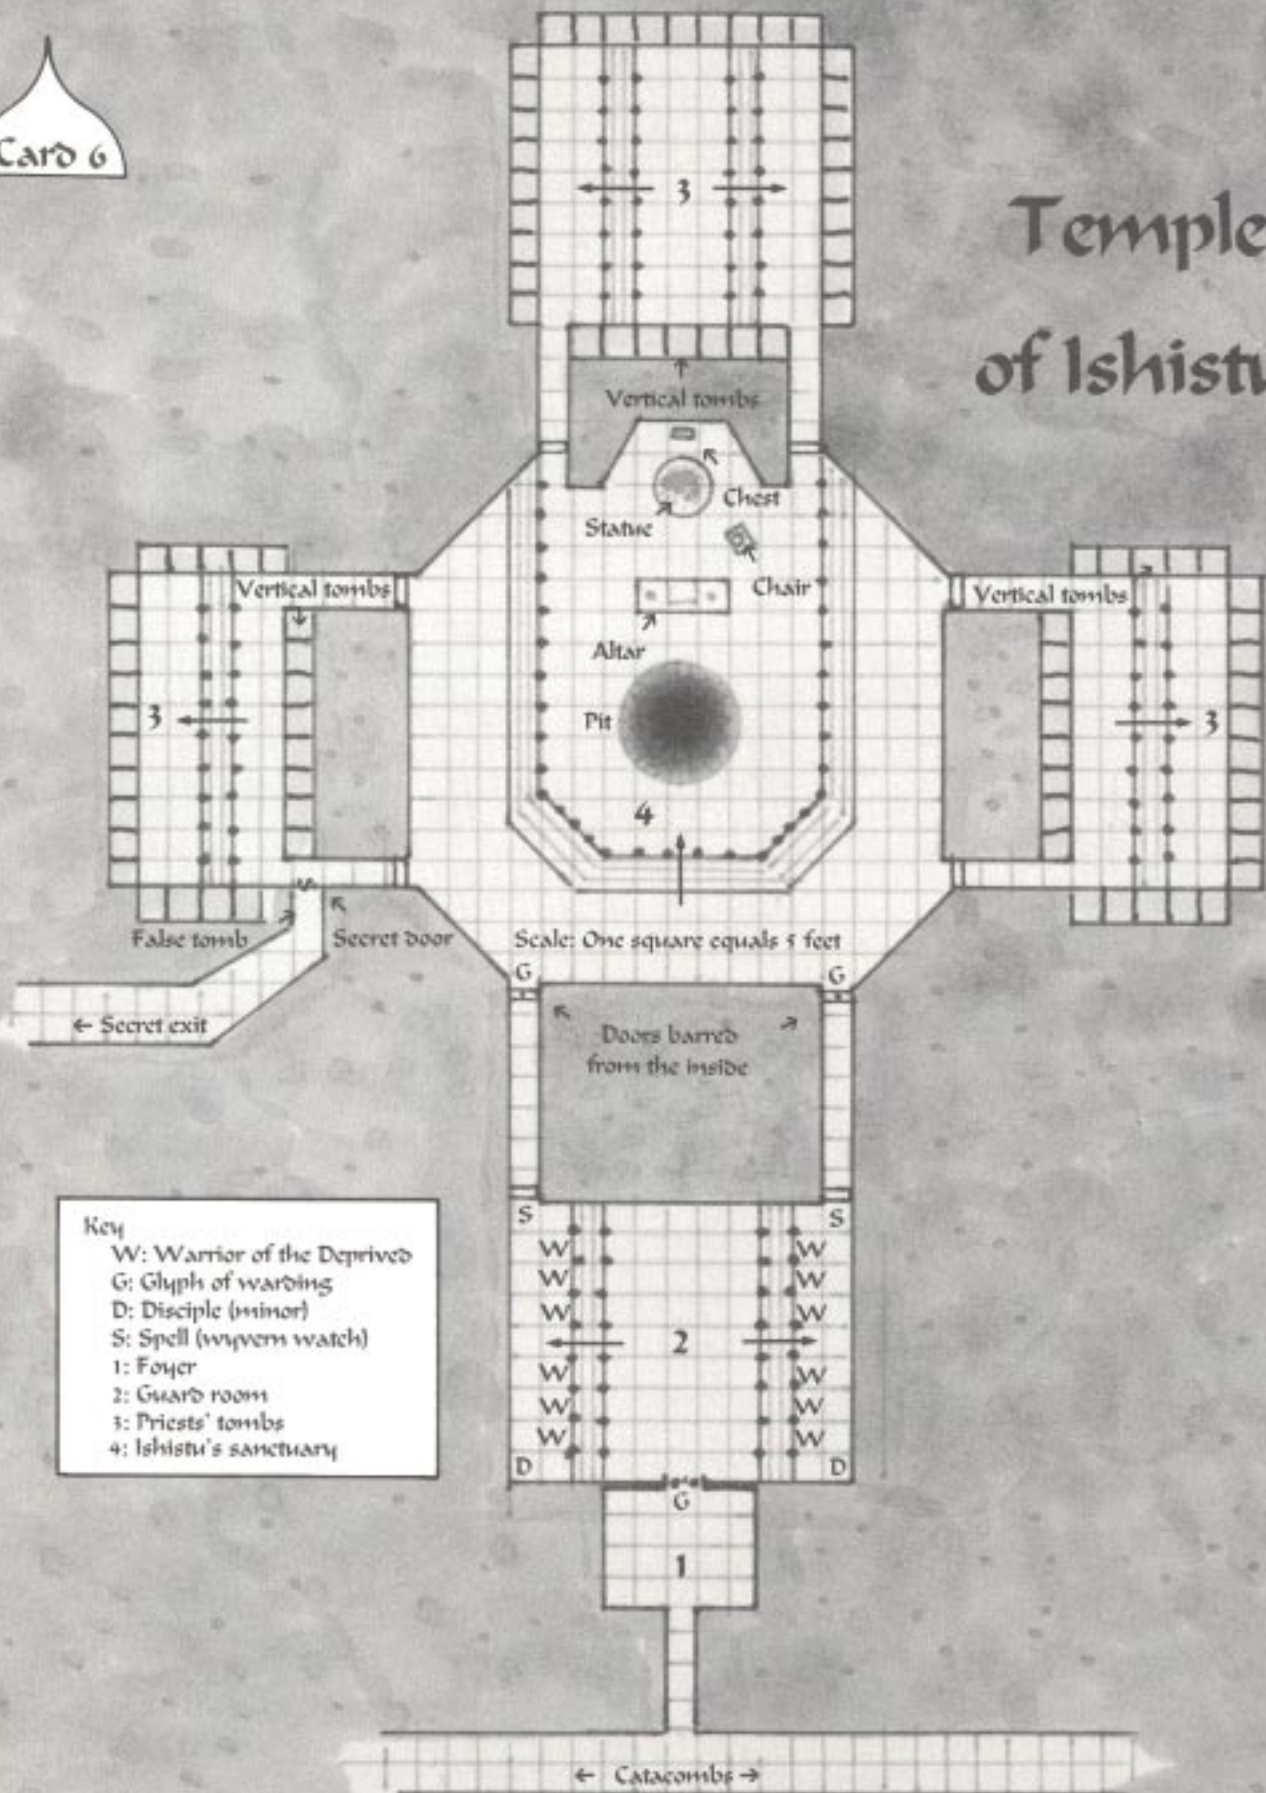 Card 6
3
Temple
of Ishistu
Vertical tombs
Chest
Statue
Vertical tombs
Chair
Vertical tombs
Altar
3
Pit
3
4
False tomb
Secret door
Scale: One square equals 5 feet
G
G
← Secret exit
Doors barred
from the inside
Key
W: Warrior of the Deprived
G: Glyph of warding
D: Disciple (minor)
S: Spell (wyvern watch)
1: Foyer
2: Guard room
3: Priests' tombs
4: Ishistu's sanctuary
S
S
W
W
W
W
W
W
2
W
W
W
W
W
W
D
D
G
1
← Catacombs →